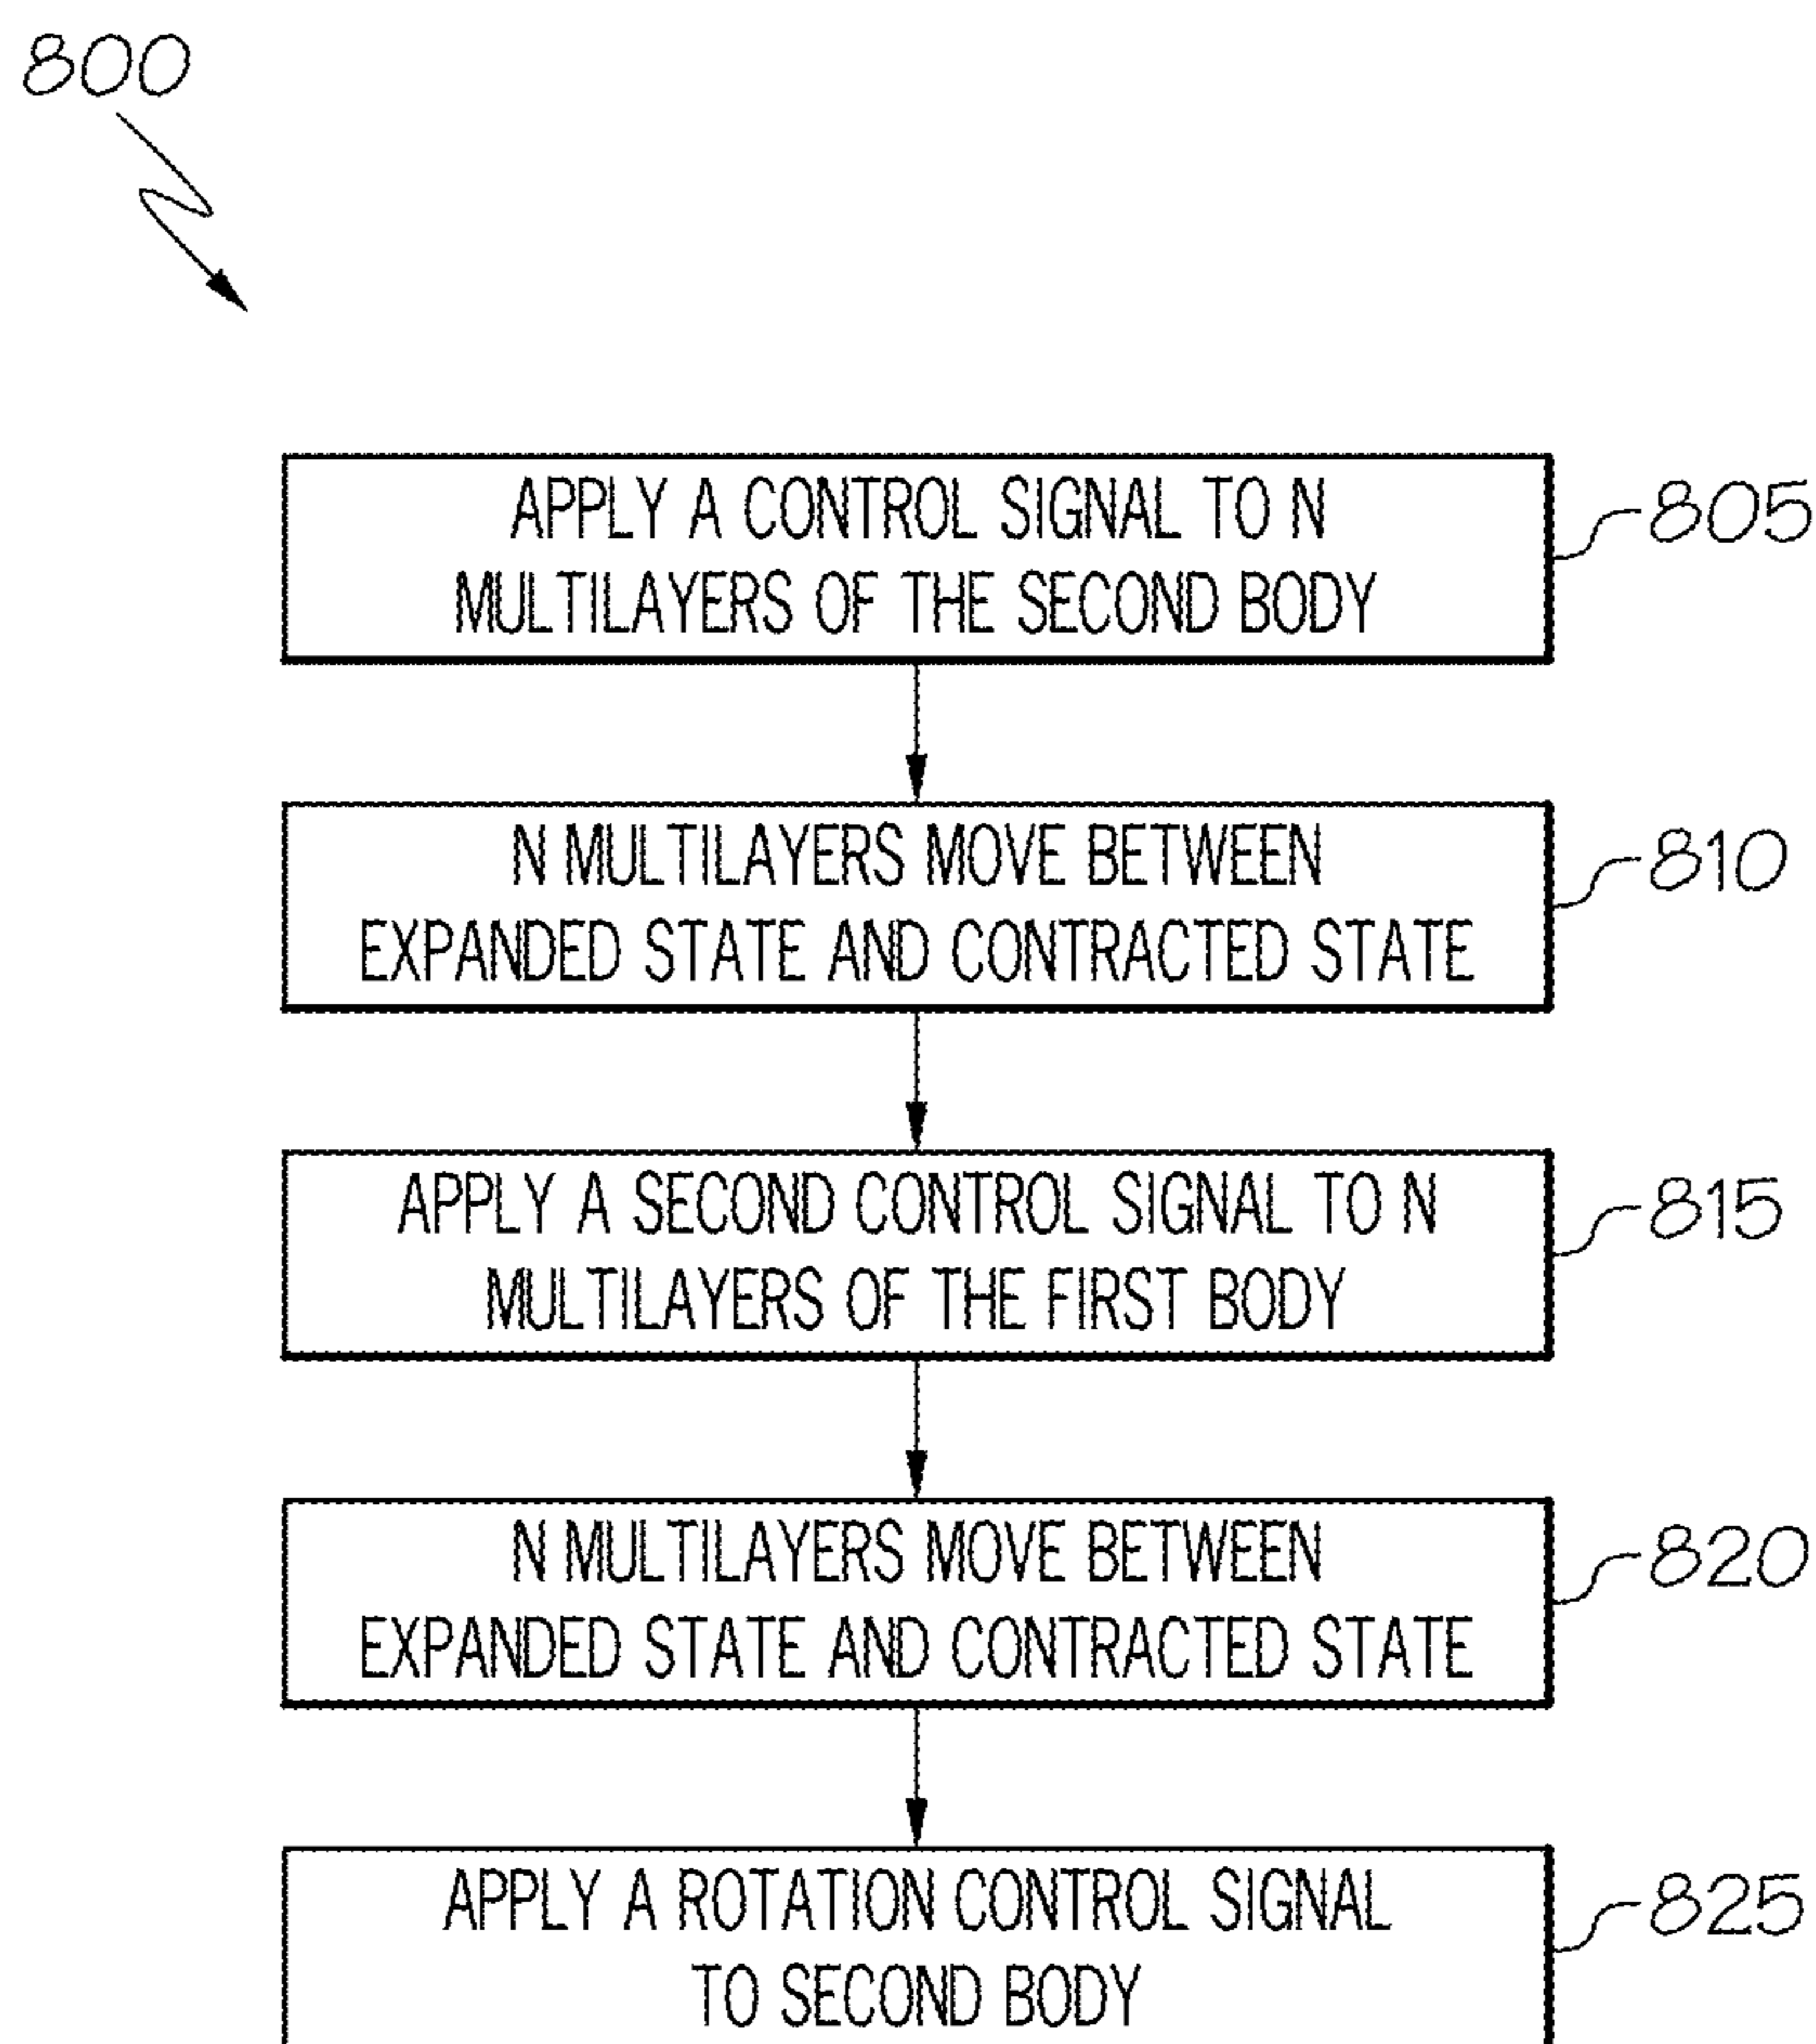 800
APPLY A CONTROL SIGNAL TO N
MULTILAYERS OF THE SECOND BODY
805
N MULTILAYERS MOVE BETWEEN
EXPANDED STATE AND CONTRACTED STATE
810
APPLY A SECOND CONTROL SIGNAL TO N
MULTILAYERS OF THE FIRST BODY
815
N MULTILAYERS MOVE BETWEEN
EXPANDED STATE AND CONTRACTED STATE
820
APPLY A ROTATION CONTROL SIGNAL
TO SECOND BODY
825